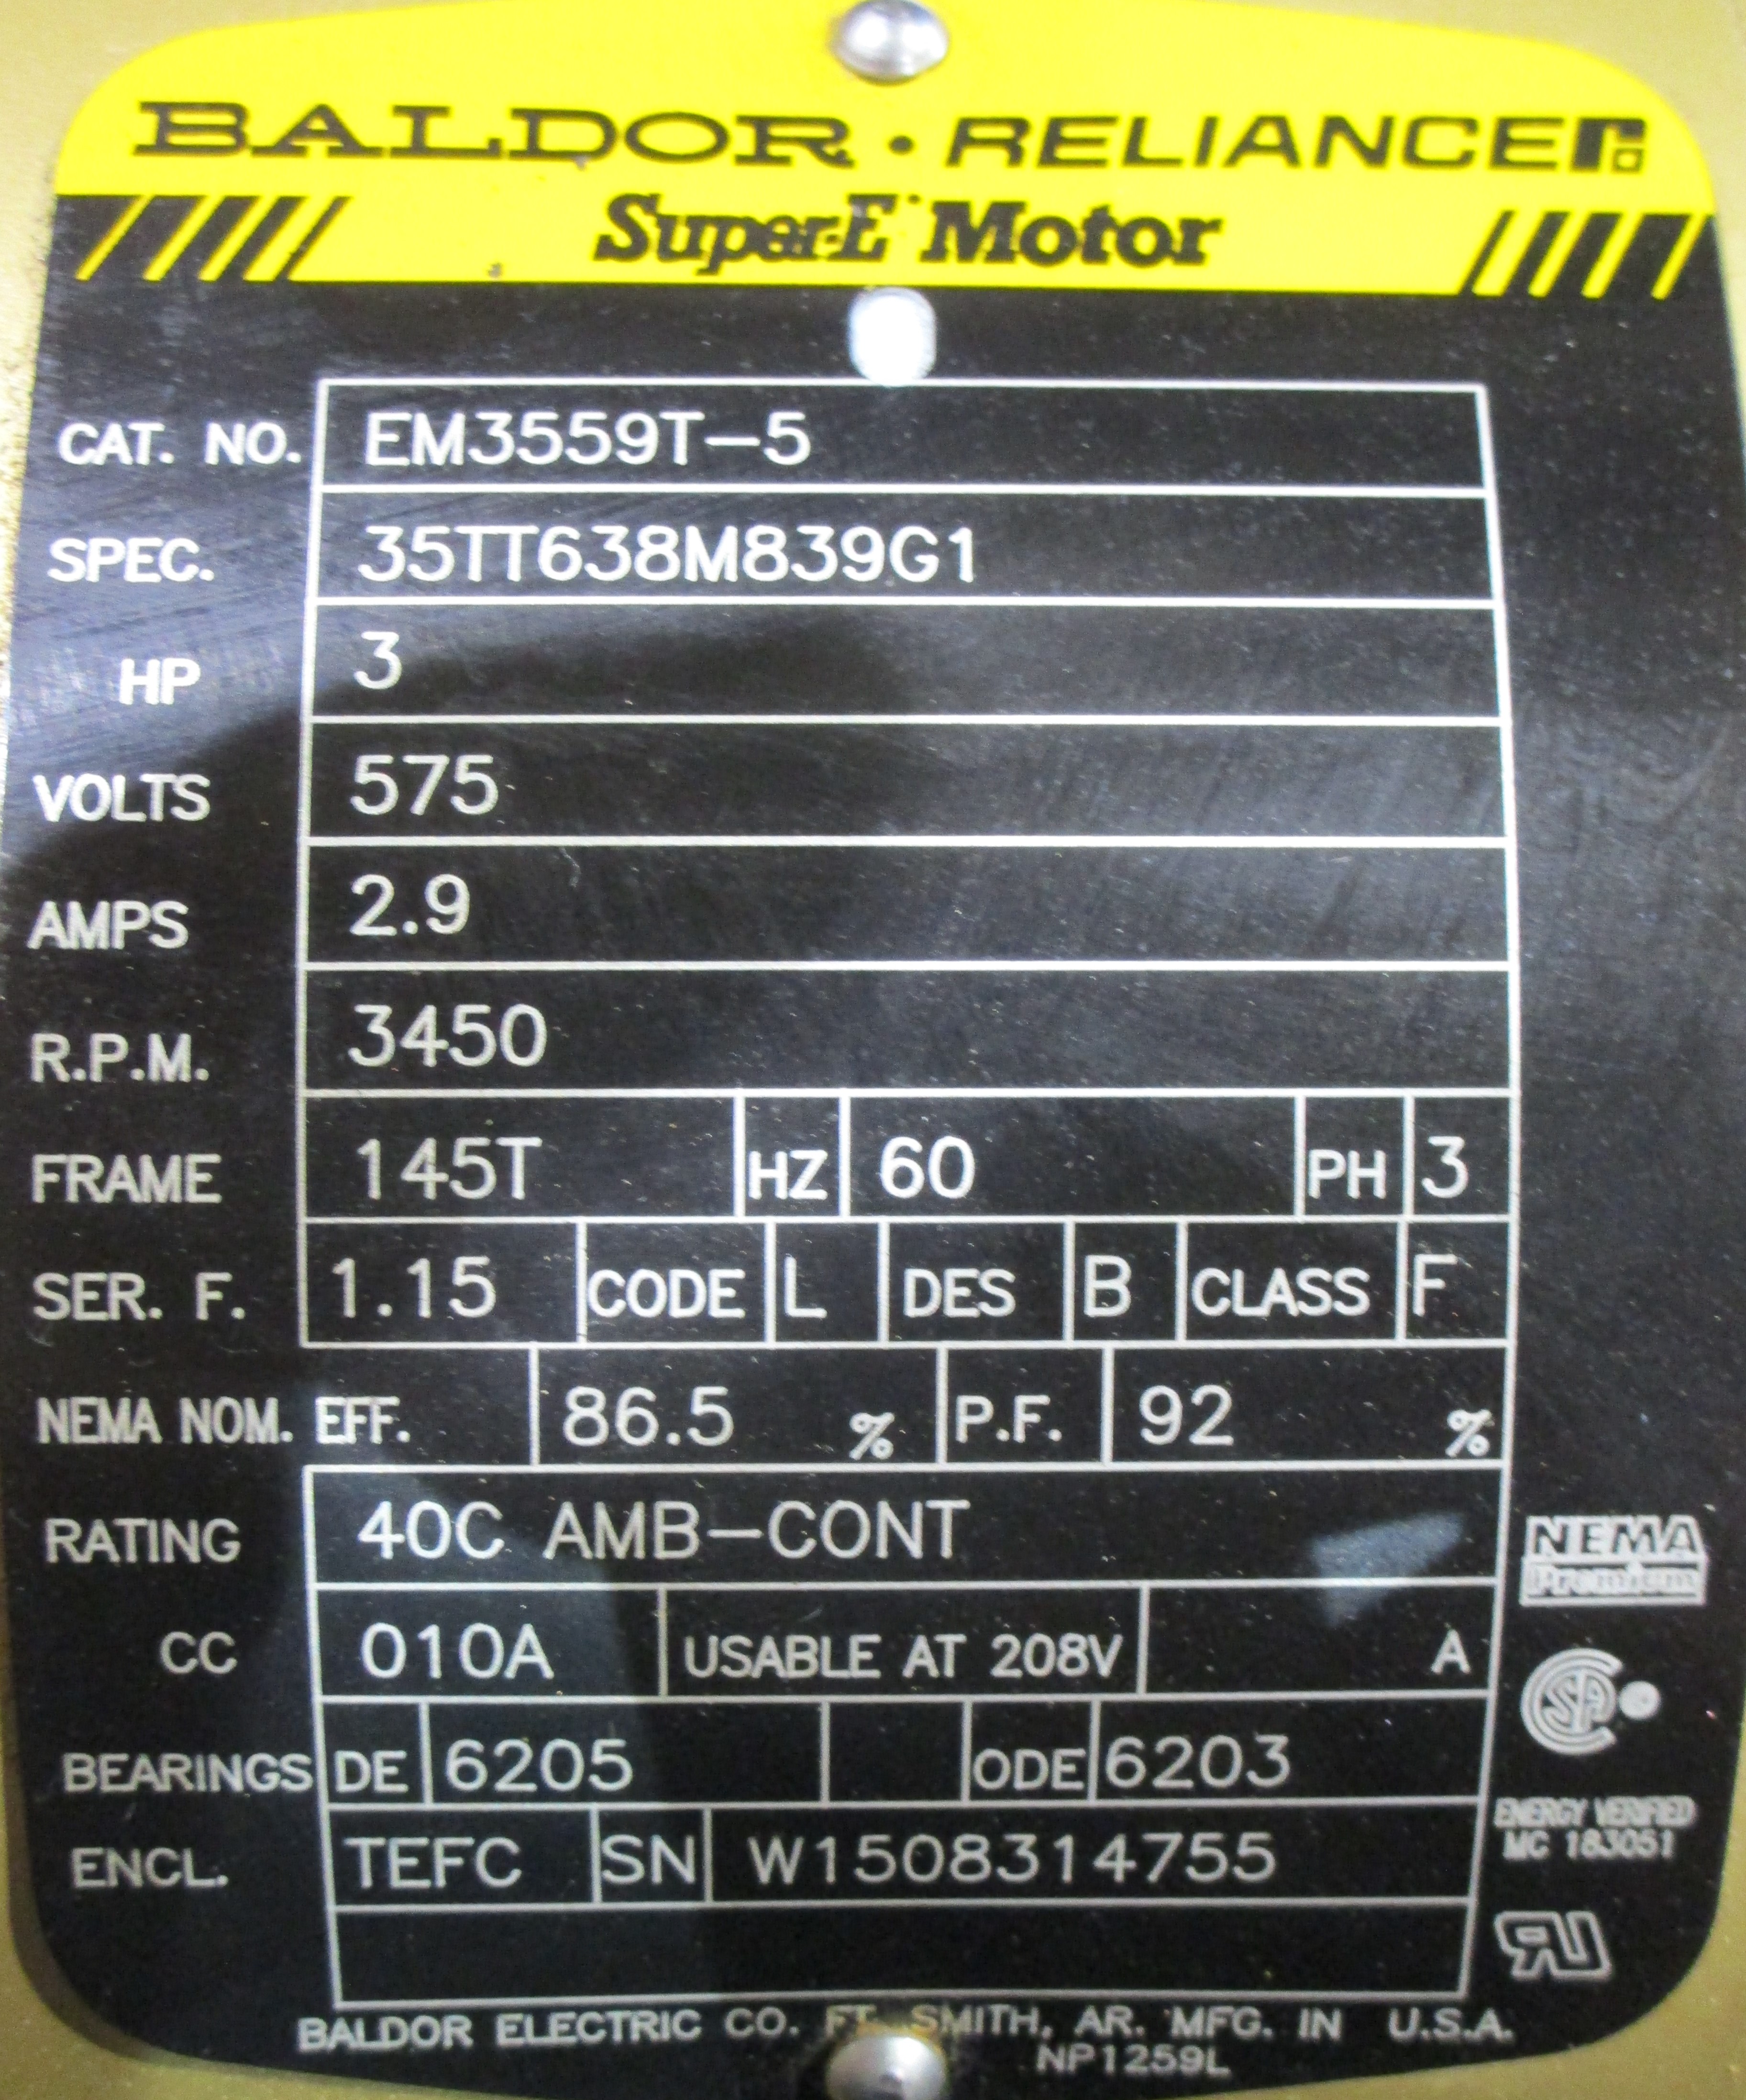 BALDOR • RELIANCE
Super-E Motor
CAT. NO. EM3559T-5
SPEC. 35TT638M839G1
HP 3
VOLTS 575
AMPS 2.9
R.P.M. 3450
FRAME 145T HZ 60 PH 3
SER. F. 1.15 CODE L DES B CLASS F
NEMA NOM. EFF. 86.5 % P.F. 92 %
RATING 40C AMB-CONT
NEMA
Premium
CC 010A USABLE AT 208V A
SA
BEARINGS DE 6205 ODE 6203
ENERGY VERIFIED
MC 183051
ENCL. TEFC SN W1508314755
RU
BALDOR ELECTRIC CO. FT. SMITH, AR. MFG. IN U.S.A.
NP1259L